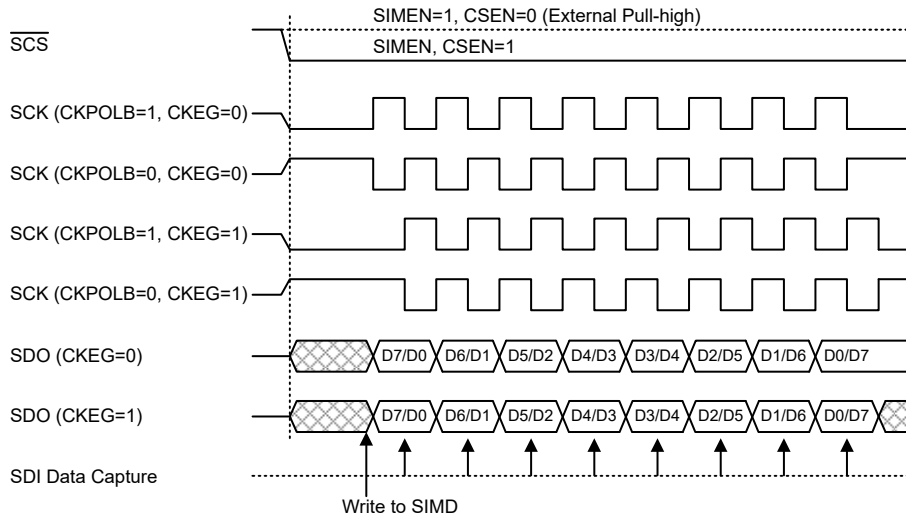 SIMEN=1, CSEN=0 (External Pull-high)
SCS
SIMEN, CSEN=1
SCK (CKPOLB=1, CKEG=0)
SCK (CKPOLB=0, CKEG=0)
SCK (CKPOLB=1, CKEG=1)
SCK (CKPOLB=0, CKEG=1)
SDO (CKEG=0) D7/D0 D6/D1 D5/D2 D4/D3 D3/D4 D2/D5 D1/D6 D0/D7
SDO (CKEG=1) D7/D0 D6/D1 D5/D2 D4/D3 D3/D4 D2/D5 D1/D6 D0/D7
SDI Data Capture
Write to SIMD